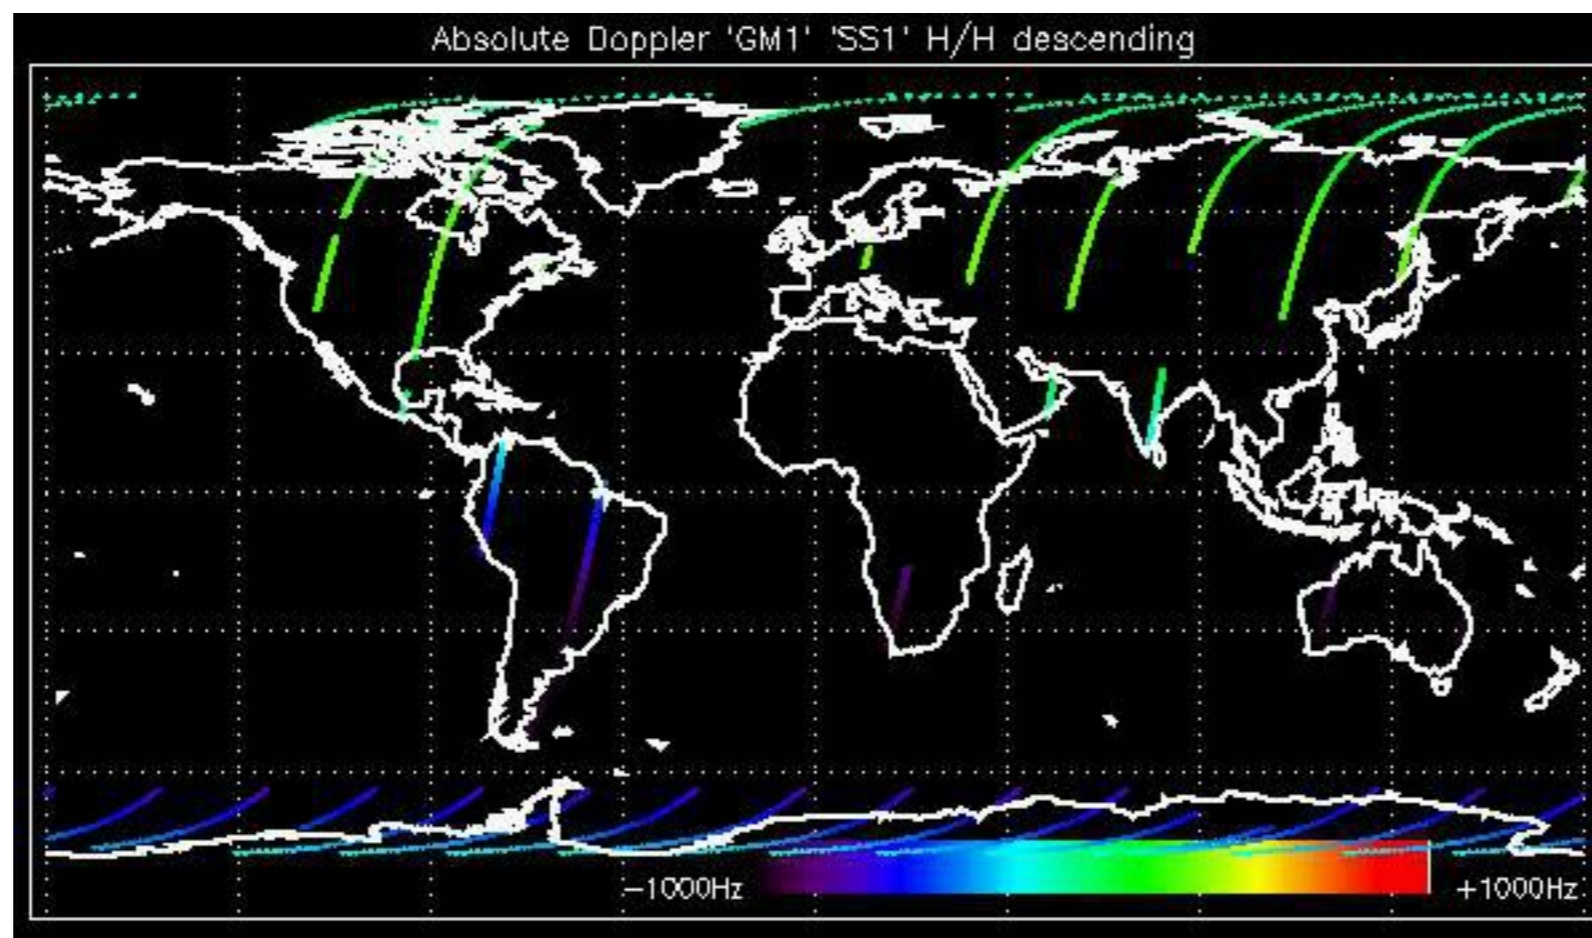 Absolute Doppler 'GM1' 'SS1' H/H descending
-1000Hz
+1000Hz